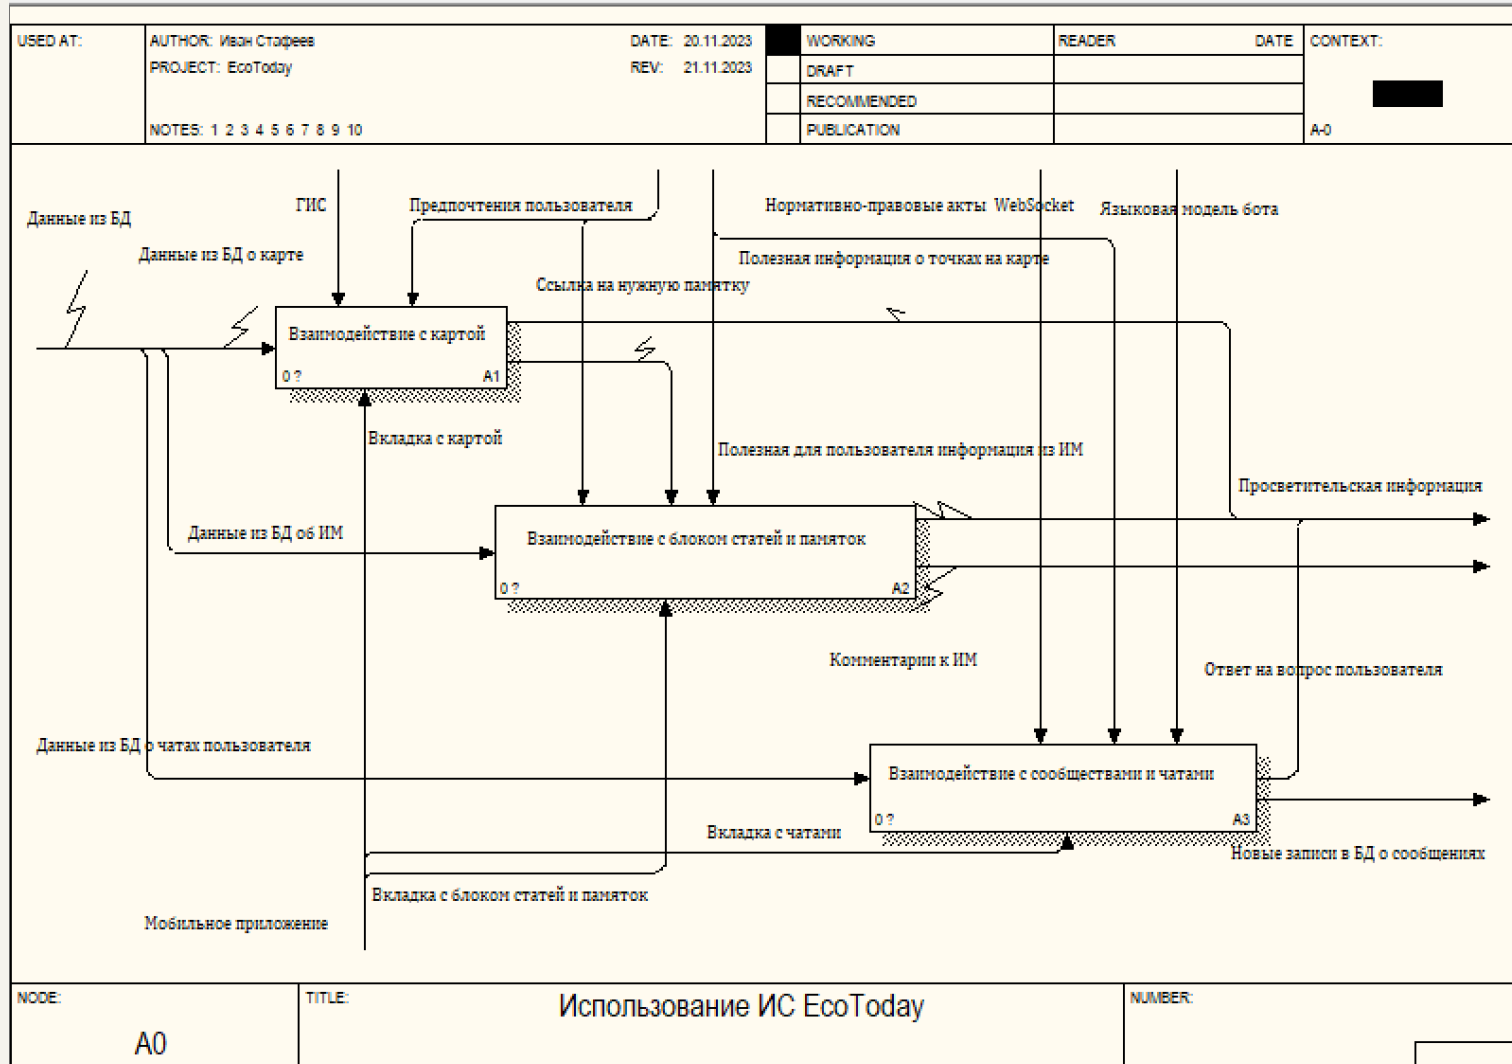 USED AT:
AUTHOR: Иван Стафеев
DATE: 20.11.2023
WORKING
READER
DATE
CONTEXT:
PROJECT: EcoToday
REV: 21.11.2023
DRAFT
RECOMMENDED
NOTES: 1 2 3 4 5 6 7 8 9 10
PUBLICATION
A-0
Данные из БД
ГИС
Предпочтения пользователя
Нормативно-правовые акты
WebSocket
Языковая модель бота
Данные из БД о карте
Полезная информация о точках на карте
Ссылка на нужную памятку
Взаимодействие с картой
0 ?
A1
Вкладка с картой
Полезная для пользователя информация из ИМ
Просветительская информация
Данные из БД об ИМ
Взаимодействие с блоком статей и памяток
0 ?
A2
Комментарии к ИМ
Ответ на вопрос пользователя
Данные из БД о чатах пользователя
Взаимодействие с сообществами и чатами
0 ?
A3
Вкладка с чатами
Новые записи в БД о сообщениях
Вкладка с блоком статей и памяток
Мобильное приложение
NODE:
TITLE:
Использование ИС EcoToday
NUMBER:
A0